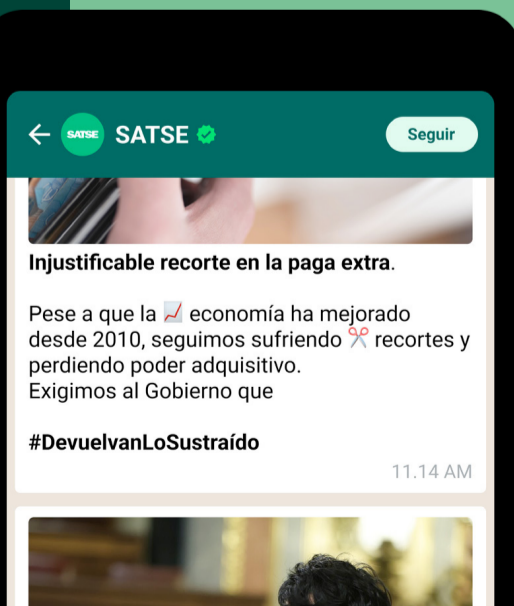 SATSE SATSE
Seguir
Injustificable recorte en la paga extra.
Pese a que la 📈 economía ha mejorado
desde 2010, seguimos sufriendo ✂️ recortes y
perdiendo poder adquisitivo.
Exigimos al Gobierno que
#DevuelvanLoSustraído
11.14 AM